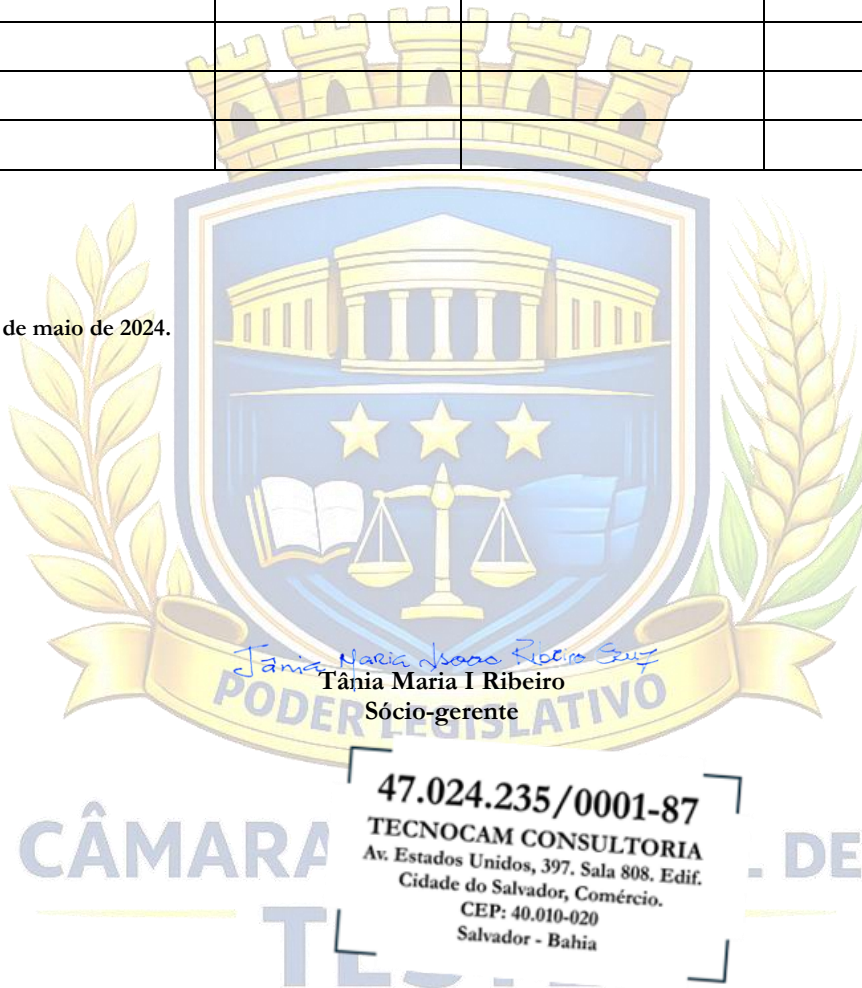 de maio de 2024.
Tânia Maria Ribeiro
Tânia Maria I Ribeiro
Sócio-gerente
PODER LEGISLATIVO
47.024.235/0001-87
TECNOCAM CONSULTORIA
Av. Estados Unidos, 397. Sala 808. Edif.
Cidade do Salvador, Comércio.
CEP: 40.010-020
Salvador - Bahia
CÂMARA DE